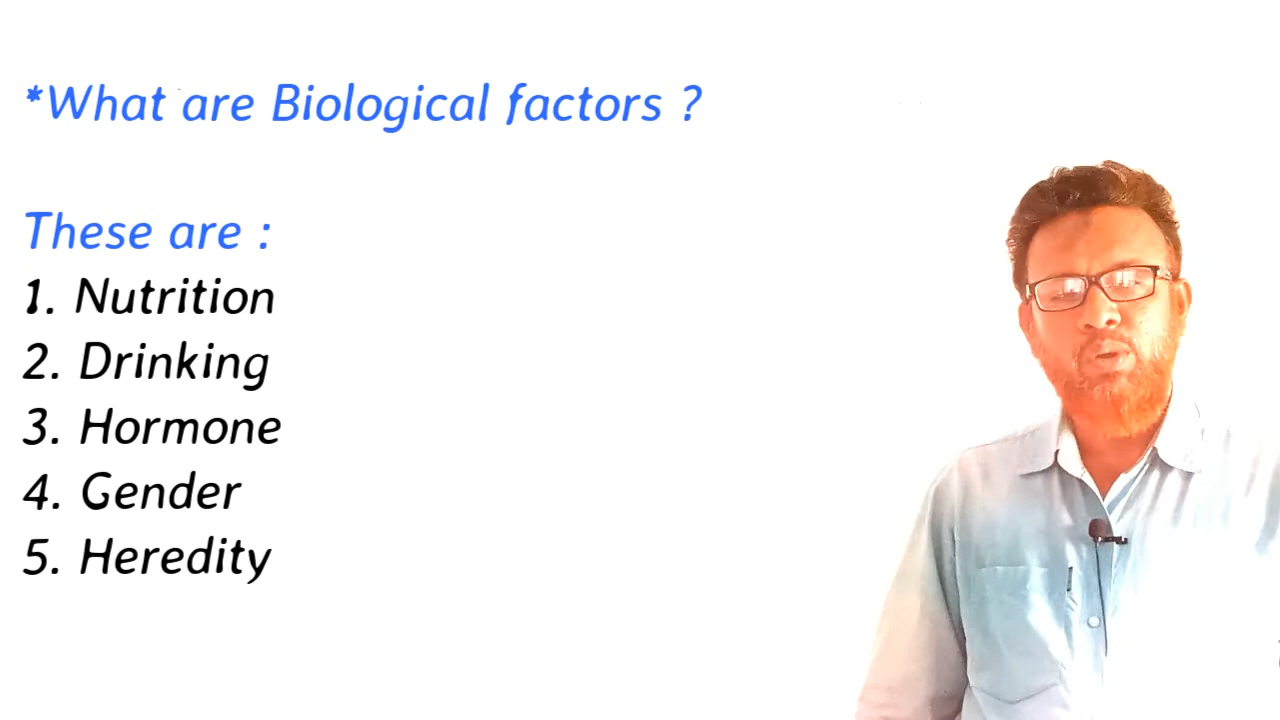 *What are Biological factors ?
These are :
1. Nutrition
2. Drinking
3. Hormone
4. Gender
5. Heredity